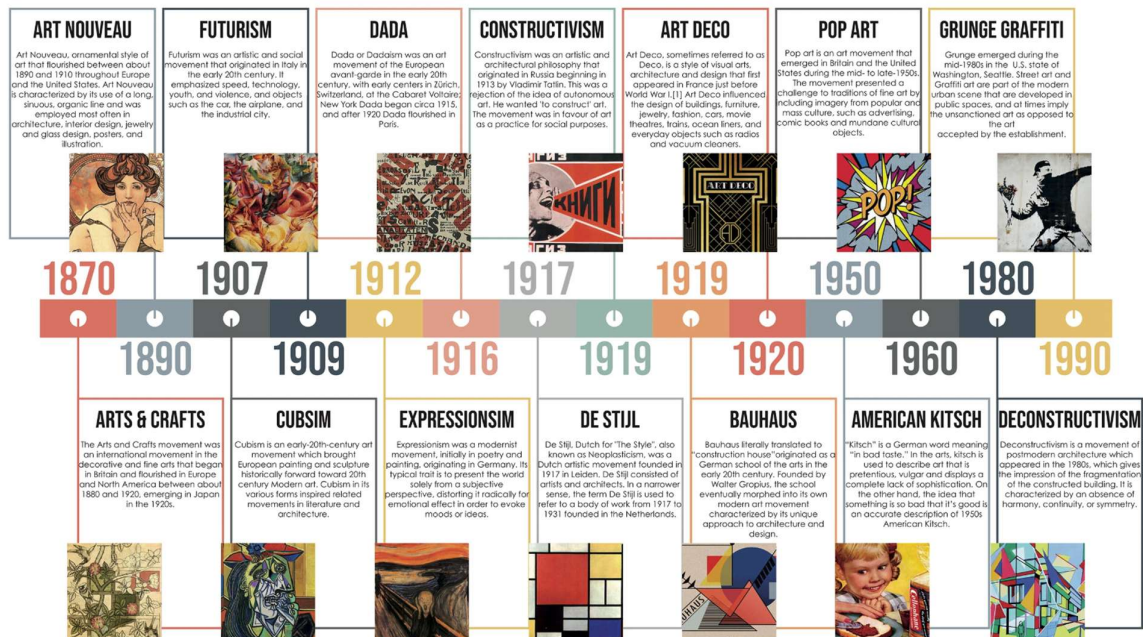 ART NOUVEAU
Art Nouveau, ornamental style of
art that flourished between about
1890 and 1910 throughout Europe
and the United States. Art Nouveau
is characterized by its use of a long,
sinuous, organic line and was
employed most often in
architecture, interior design, jewelry
and glass design, posters, and
illustration.
FUTURISM
Futurism was an artistic and social
movement that originated in Italy in
the early 20th century. It
emphasized speed, technology,
youth, and violence, and objects
such as the car, the airplane, and
the industrial city.
DADA
Dada or Dadaism was an art
movement of the European
avant-garde in the early 20th
century, with early centers in Zürich,
Switzerland, at the Cabaret Voltaire;
New York Dada began circa 1915,
and after 1920 Dada flourished in
Paris.
CONSTRUCTIVISM
Constructivism was an artistic and
architectural philosophy that
originated in Russia beginning in
1913 by Vladimir Tatlin. This was a
rejection of the idea of autonomous
art. He wanted 'to construct' art.
The movement was in favour of art
as a practice for social purposes.
ART DECO
Art Deco, sometimes referred to as
Deco, is a style of visual arts,
architecture and design that first
appeared in France just before
World War I.[1] Art Deco influenced
the design of buildings, furniture,
jewelry, fashion, cars, movie
theatres, trains, ocean liners, and
everyday objects such as radios
and vacuum cleaners.
POP ART
Pop art is an art movement that
emerged in Britain and the United
States during the mid- to late-1950s.
The movement presented a
challenge to traditions of fine art by
including imagery from popular and
mass culture, such as advertising,
comic books and mundane cultural
objects.
GRUNGE GRAFFITI
Grunge emerged during the
mid-1980s in the U.S. state of
Washington, Seattle. Street art and
Graffiti art are part of the modern
urban scene that are developed in
public spaces, and at times imply
the unsanctioned art as opposed to
the art
accepted by the establishment.
КНИГИ
ART DECO
AD
POP!
1870
1907
1912
1917
1919
1950
1980
1890
1909
1916
1919
1920
1960
1990
ARTS & CRAFTS
The Arts and Crafts movement was
an international movement in the
decorative and fine arts that began
in Britain and flourished in Europe
and North America between about
1880 and 1920, emerging in Japan
in the 1920s.
CUBSIM
Cubism is an early-20th-century art
movement which brought
European painting and sculpture
historically forward toward 20th
century Modern art. Cubism in its
various forms inspired related
movements in literature and
architecture.
EXPRESSIONSIM
Expressionism was a modernist
movement, initially in poetry and
painting, originating in Germany. Its
typical trait is to present the world
solely from a subjective
perspective, distorting it radically for
emotional effect in order to evoke
moods or ideas.
DE STIJL
De Stijl, Dutch for "The Style", also
known as Neoplasticism, was a
Dutch artistic movement founded in
1917 in Leiden. De Stijl consisted of
artists and architects. In a narrower
sense, the term De Stijl is used to
refer to a body of work from 1917 to
1931 founded in the Netherlands.
BAUHAUS
Bauhaus literally translated to
"construction house"originated as a
German school of the arts in the
early 20th century. Founded by
Walter Gropius, the school
eventually morphed into its own
modern art movement
characterized by its unique
approach to architecture and
design.
AMERICAN KITSCH
"Kitsch" is a German word meaning
"in bad taste." In the arts, kitsch is
used to describe art that is
pretentious, vulgar and displays a
complete lack of sophistication. On
the other hand, the idea that
something is so bad that it's good is
an accurate description of 1950s
American Kitsch.
DECONSTRUCTIVISM
Deconstructivism is a movement of
postmodern architecture which
appeared in the 1980s, which gives
the impression of the fragmentation
of the constructed building. It is
characterized by an absence of
harmony, continuity, or symmetry.